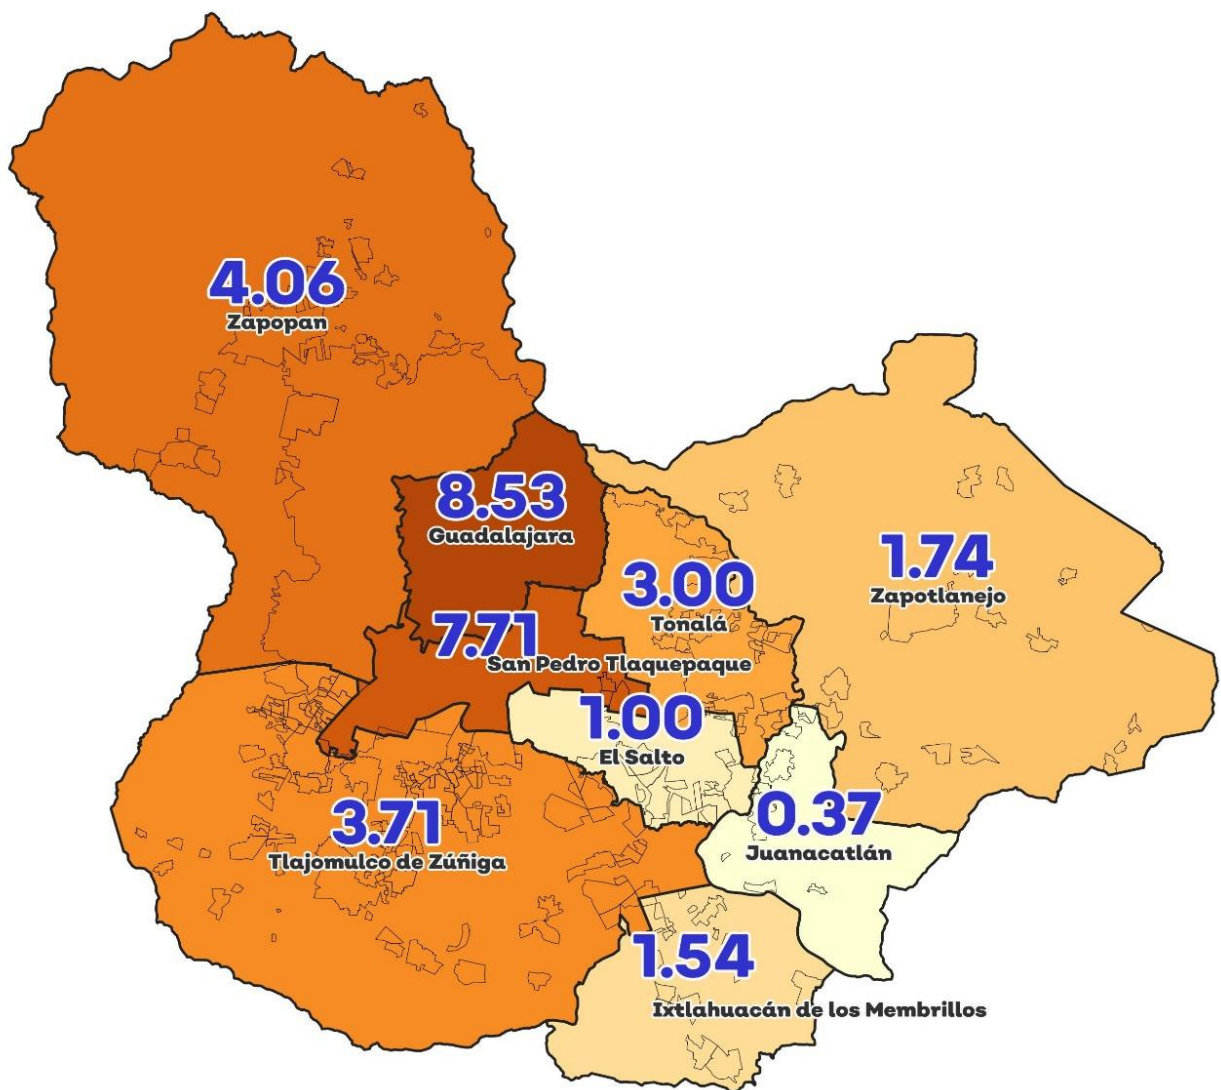 4.06
Zapopan
8.53
Guadalajara
3.00
Tonalá
1.74
Zapotlanejo
7.71
San Pedro Tlaquepaque
1.00
El Salto
3.71
Tlajomulco de Zúñiga
0.37
Juanacatlán
1.54
Ixtlahuacán de los Membrillos